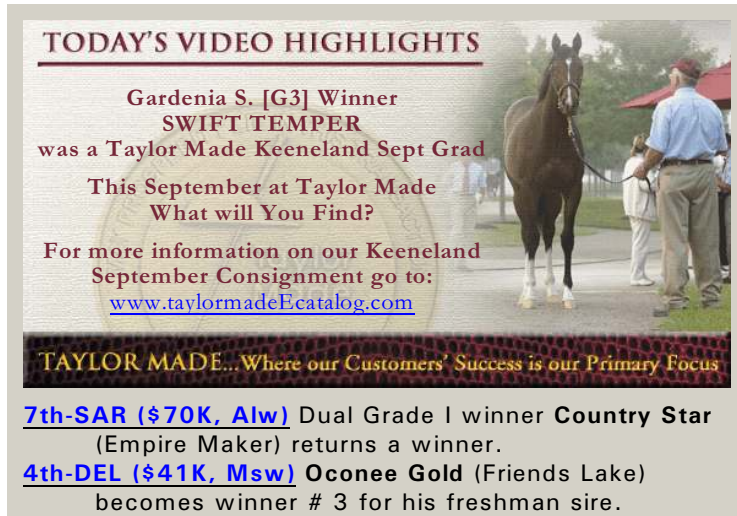 TODAY'S VIDEO HIGHLIGHTS
Gardenia S. [G3] Winner
SWIFT TEMPER
was a Taylor Made Keeneland Sept Grad
This September at Taylor Made
What will You Find?
For more information on our Keeneland
September Consignment go to:
www.taylormadeEcatalog.com
TAYLOR MADE...Where our Customers' Success is our Primary Focus
7th-SAR ($70K, Alw) Dual Grade I winner Country Star
(Empire Maker) returns a winner.
4th-DEL ($41K, Msw) Oconee Gold (Friends Lake)
becomes winner # 3 for his freshman sire.